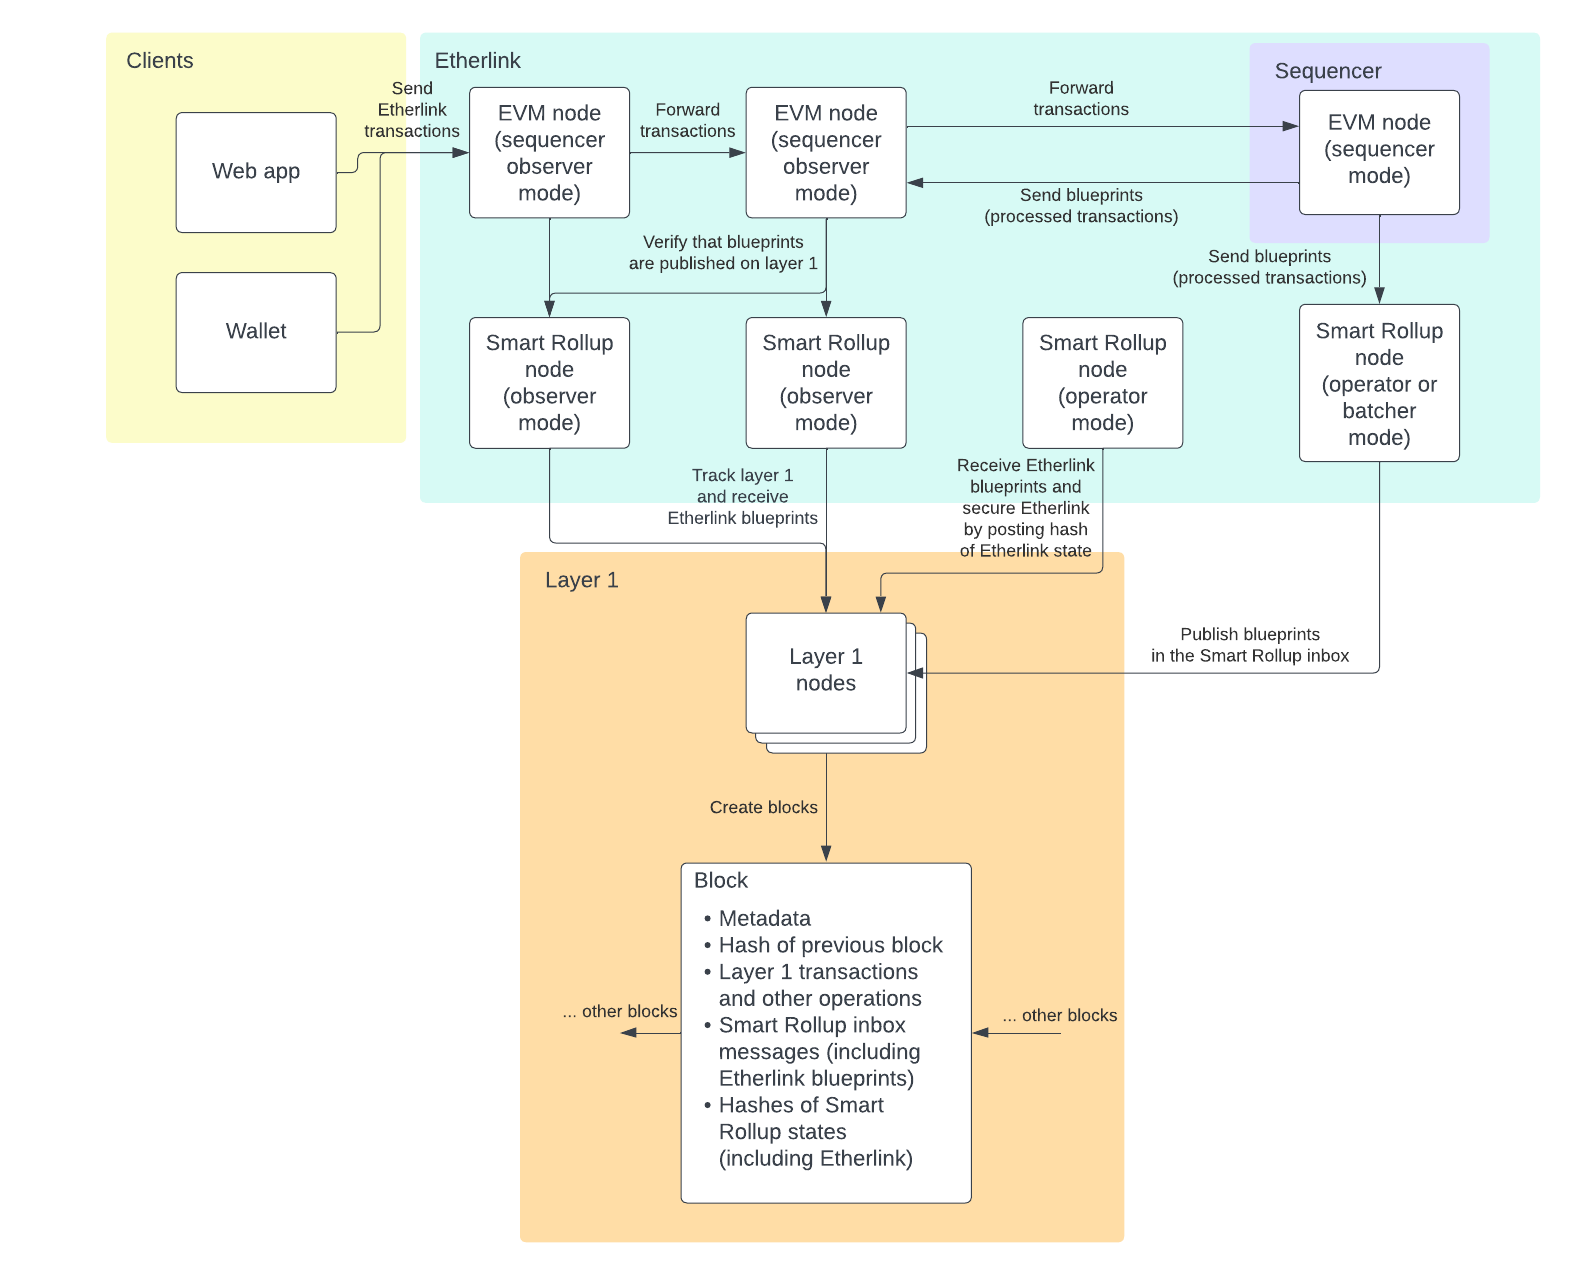 Clients
Web app
Wallet
Send
Etherlink
transactions
Etherlink
EVM node
(sequencer
observer
mode)
Forward
transactions
EVM node
(sequencer
observer
mode)
Forward
transactions
Send blueprints
(processed transactions)
Sequencer
EVM node
(sequencer
mode)
Verify that blueprints
are published on layer 1
Send blueprints
(processed transactions)
Smart Rollup
node
(observer
mode)
Smart Rollup
node
(observer
mode)
Smart Rollup
node
(operator
mode)
Smart Rollup
node
(operator or
batcher
mode)
Track layer 1
and receive
Etherlink blueprints
Receive Etherlink
blueprints and
secure Etherlink
by posting hash
of Etherlink state
Layer 1
Layer 1
nodes
Publish blueprints
in the Smart Rollup inbox
Create blocks
Block
• Metadata
• Hash of previous block
• Layer 1 transactions
and other operations
• Smart Rollup inbox
messages (including
Etherlink blueprints)
• Hashes of Smart
Rollup states
(including Etherlink)
... other blocks
... other blocks